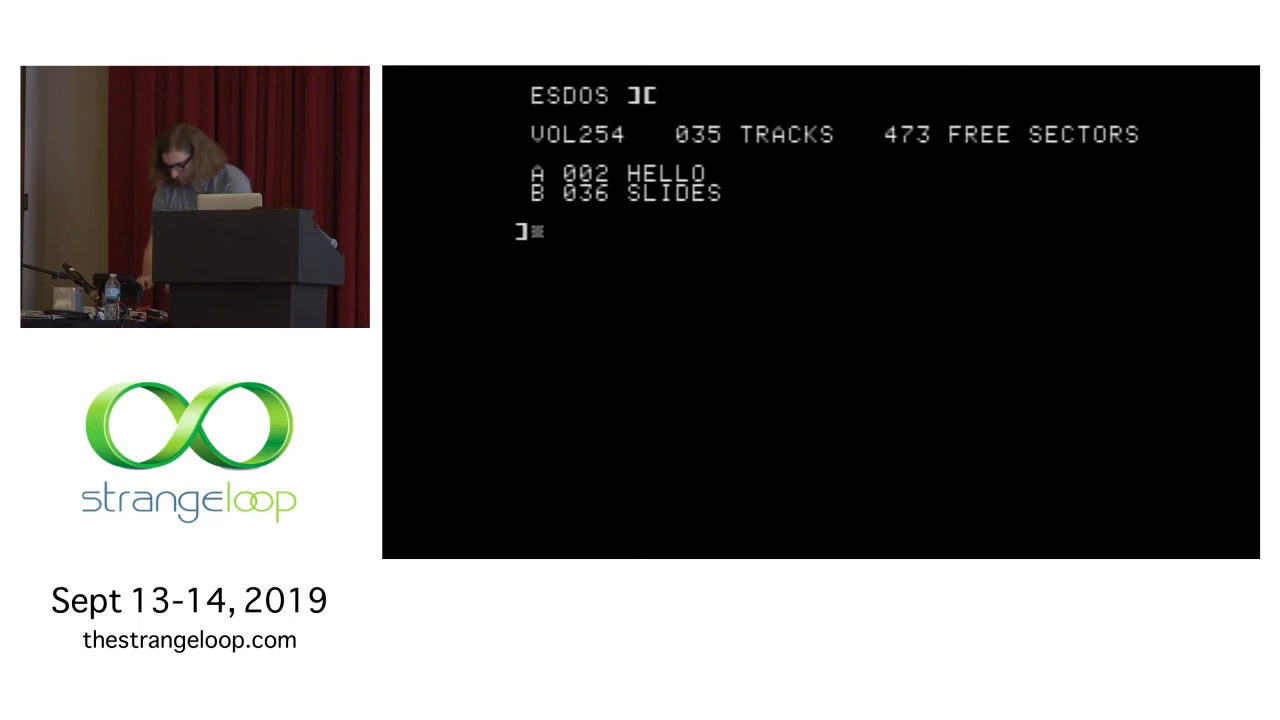 ESDOS ][
VOL254 035 TRACKS 473 FREE SECTORS
A 002 HELLO
B 036 SLIDES
]
strangeloop
Sept 13-14, 2019
thestrangeloop.com